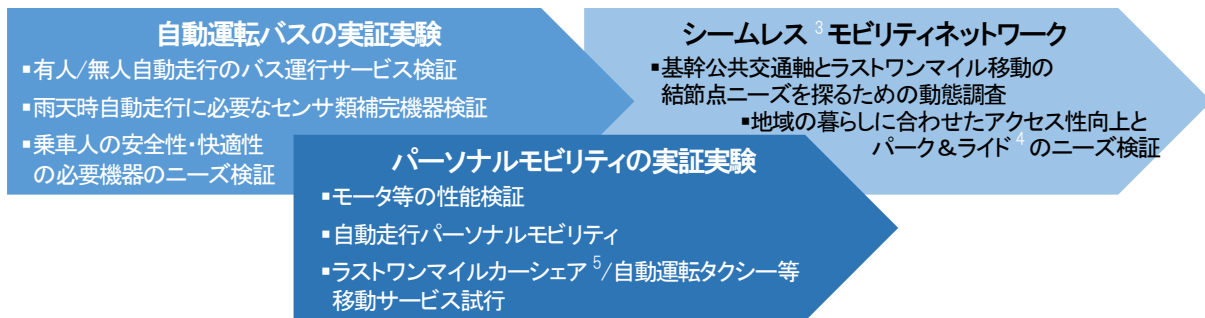 自動運転バスの実証実験
▪有人/無人自動走行のバス運行サービス検証
▪雨天時自動走行に必要なセンサ類補完機器検証
▪乗車人の安全性・快適性
の必要機器のニーズ検証
シームレス3モビリティネットワーク
▪基幹公共交通軸とラストワンマイル移動の
結節点ニーズを探るための動態調査
▪地域の暮らしに合わせたアクセス性向上と
パーク&ライド4のニーズ検証
パーソナルモビリティの実証実験
▪モータ等の性能検証
▪自動走行パーソナルモビリティ
▪ラストワンマイルカーシェア5/自動運転タクシー等
移動サービス試行